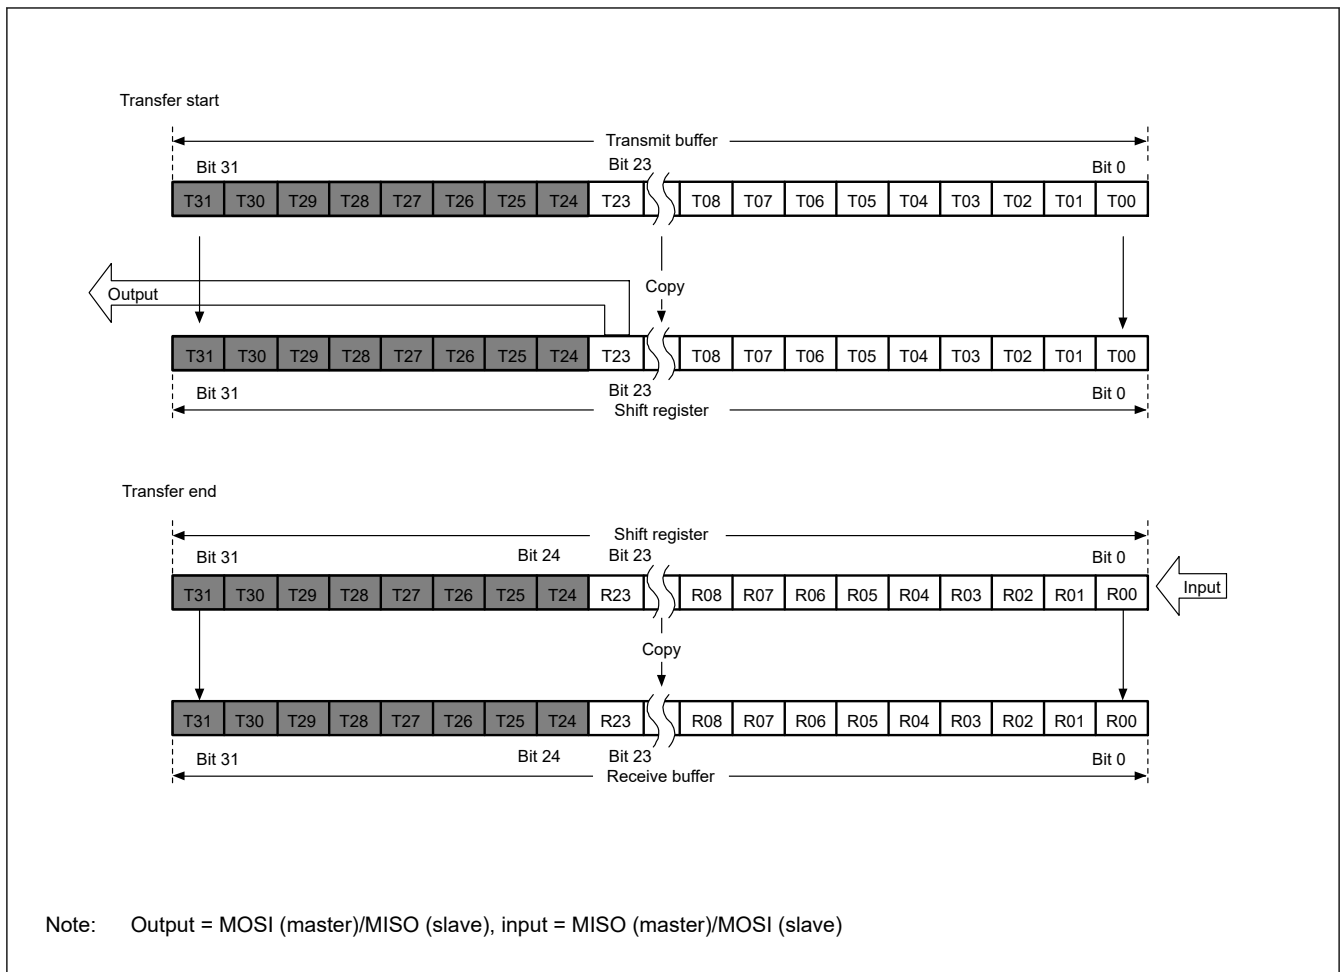 Transfer start
Transmit buffer
Bit 31 Bit 23 Bit 0
T31 T30 T29 T28 T27 T26 T25 T24 T23 T08 T07 T06 T05 T04 T03 T02 T01 T00
Copy
Output
T31 T30 T29 T28 T27 T26 T25 T24 T23 T08 T07 T06 T05 T04 T03 T02 T01 T00
Bit 31 Bit 23 Bit 0
Shift register
Transfer end
Shift register
Bit 31 Bit 24 Bit 23 Bit 0
T31 T30 T29 T28 T27 T26 T25 T24 R23 R08 R07 R06 R05 R04 R03 R02 R01 R00 Input
Copy
T31 T30 T29 T28 T27 T26 T25 T24 R23 R08 R07 R06 R05 R04 R03 R02 R01 R00
Bit 31 Bit 24 Bit 23 Bit 0
Receive buffer
Note: Output = MOSI (master)/MISO (slave), input = MISO (master)/MOSI (slave)